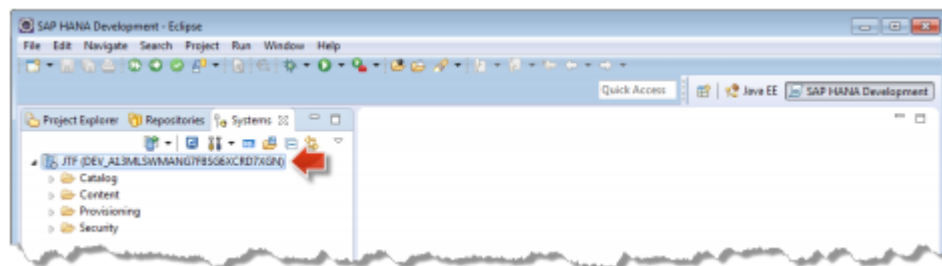 SAP HANA Development - Eclipse
File Edit Navigate Search Project Run Window Help
Quick Access Java EE SAP HANA Development
Project Explorer Repositories Systems
JTF (DEV_AL3MLSWMANG7FBSG6XCRD7XGN)
Catalog
Content
Provisioning
Security